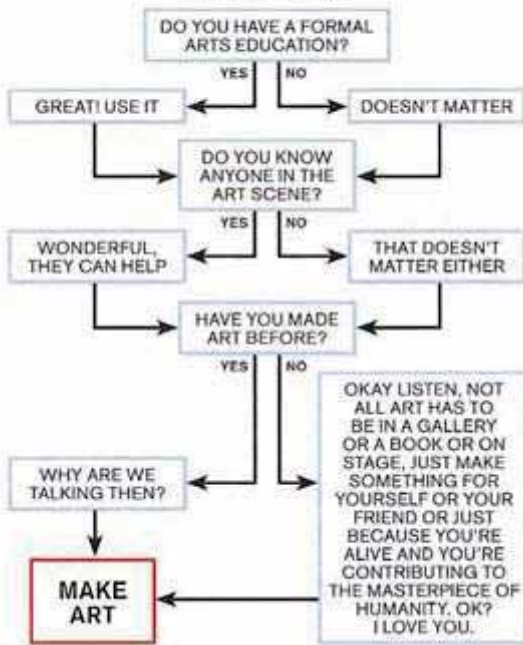 DO YOU HAVE A FORMAL
ARTS EDUCATION?
YES
NO
GREAT! USE IT
DOESN'T MATTER
DO YOU KNOW
ANYONE IN THE
ART SCENE?
YES
NO
WONDERFUL,
THEY CAN HELP
THAT DOESN'T
MATTER EITHER
HAVE YOU MADE
ART BEFORE?
YES
NO
WHY ARE WE
TALKING THEN?
OKAY LISTEN, NOT
ALL ART HAS TO
BE IN A GALLERY
OR A BOOK OR ON
STAGE, JUST MAKE
SOMETHING FOR
YOURSELF OR YOUR
FRIEND OR JUST
BECAUSE YOU'RE
ALIVE AND YOU'RE
CONTRIBUTING TO
THE MASTERPIECE OF
HUMANITY. OK?
I LOVE YOU.
MAKE
ART